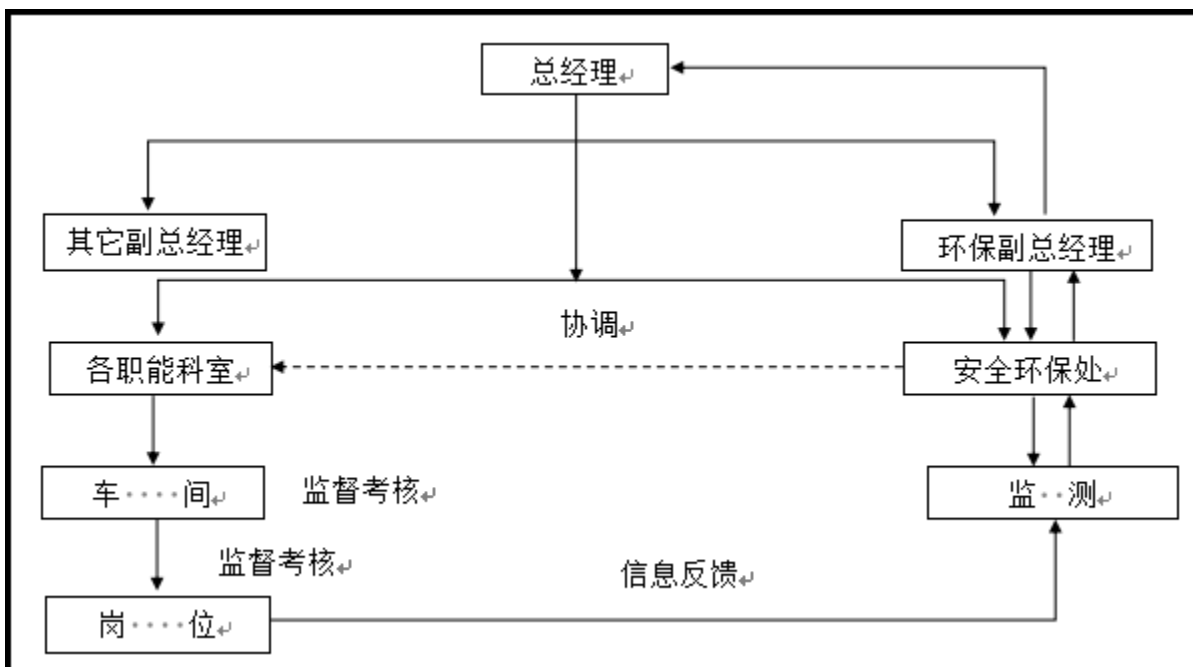 总经理
其它副总经理
环保副总经理
协调
各职能科室
安全环保处
车····间
监督考核
监··测
监督考核
信息反馈
岗····位